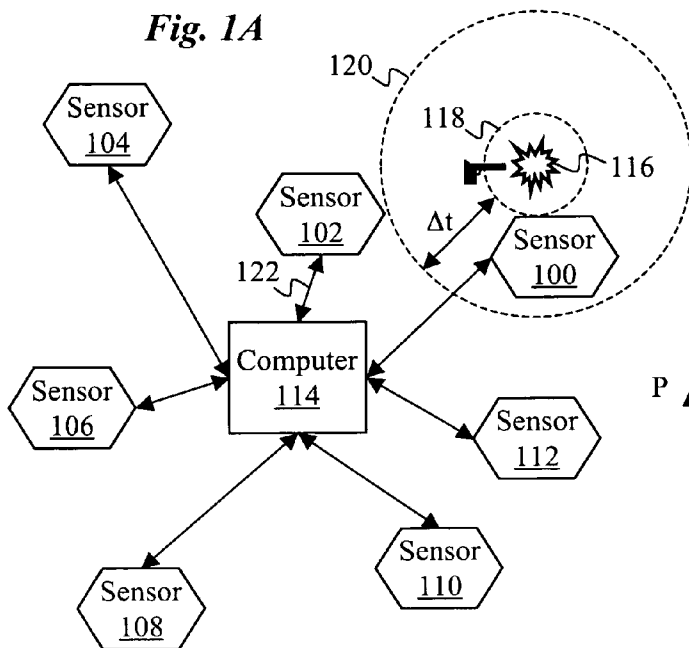 Fig. 1A
120
Sensor
104
118
116
Sensor
102
Δt
Sensor
100
122
Computer
114
Sensor
106
P
Sensor
112
Sensor
110
Sensor
108